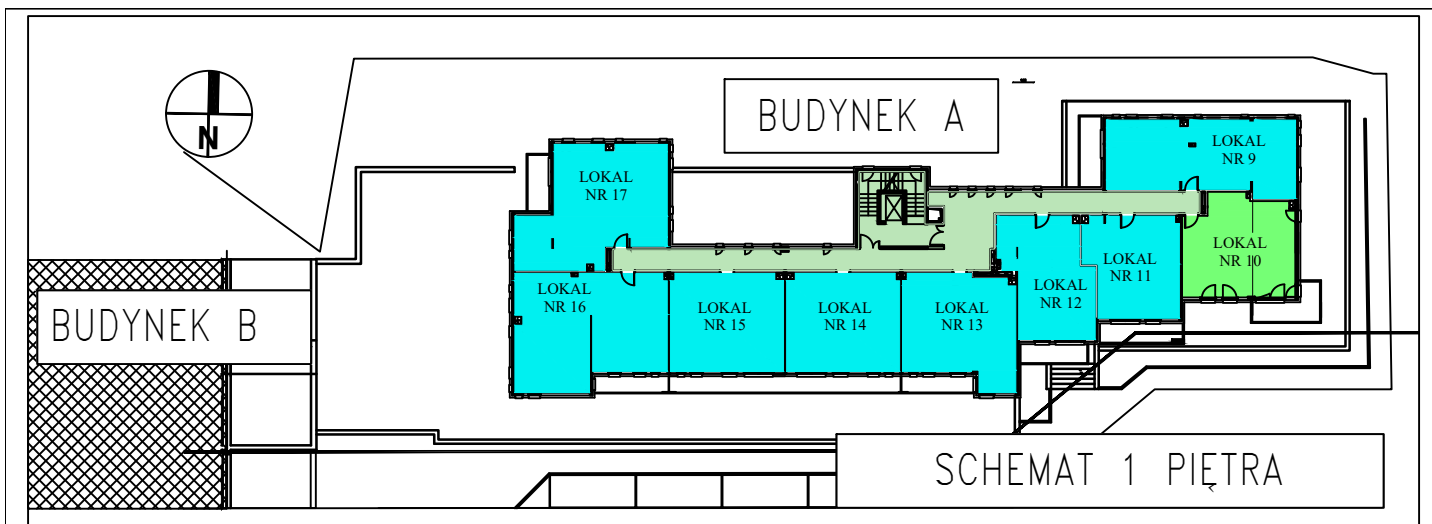 BUDYNEK A
N
LOKAL
NR 9
LOKAL
NR 17
LOKAL
NR 10
LOKAL
NR 11
LOKAL
NR 12
LOKAL
NR 16
LOKAL
NR 15
LOKAL
NR 14
LOKAL
NR 13
BUDYNEK B
SCHEMAT 1 PIĘTRA